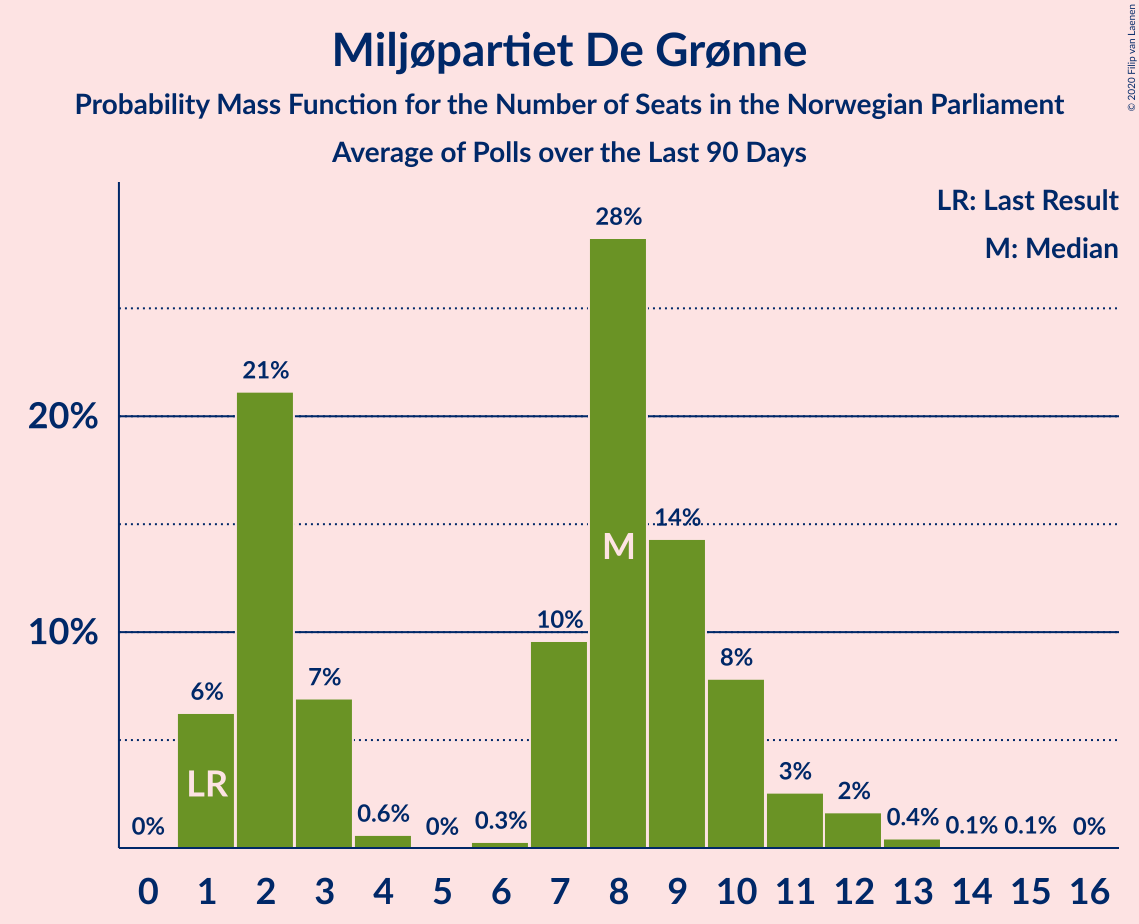 Miljøpartiet De Grønne
Probability Mass Function for the Number of Seats in the Norwegian Parliament
Average of Polls over the Last 90 Days
© 2020 Filip van Laenen
LR: Last Result
M: Median
28%
21%
20%
14%
M
10%
10%
8%
7%
6%
LR
3%
2%
0% 0.6% 0% 0.3% 0.4% 0.1% 0.1% 0%
0 1 2 3 4 5 6 7 8 9 10 11 12 13 14 15 16